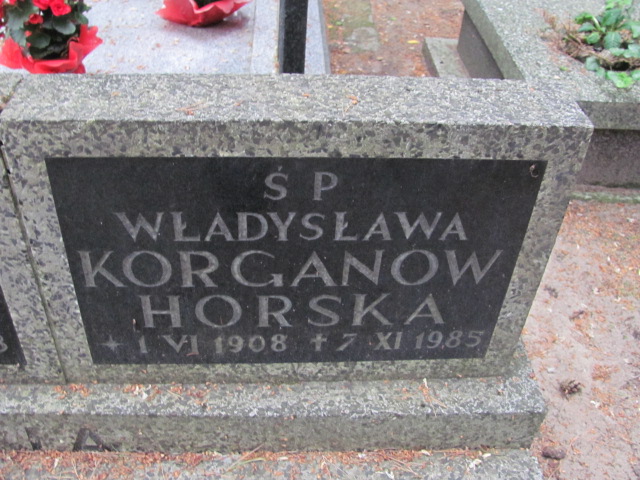 ŚP
WŁADYSŁAWA
KORGANOW
HORSKA
* 1 VI 1908 + 7 XI 1985